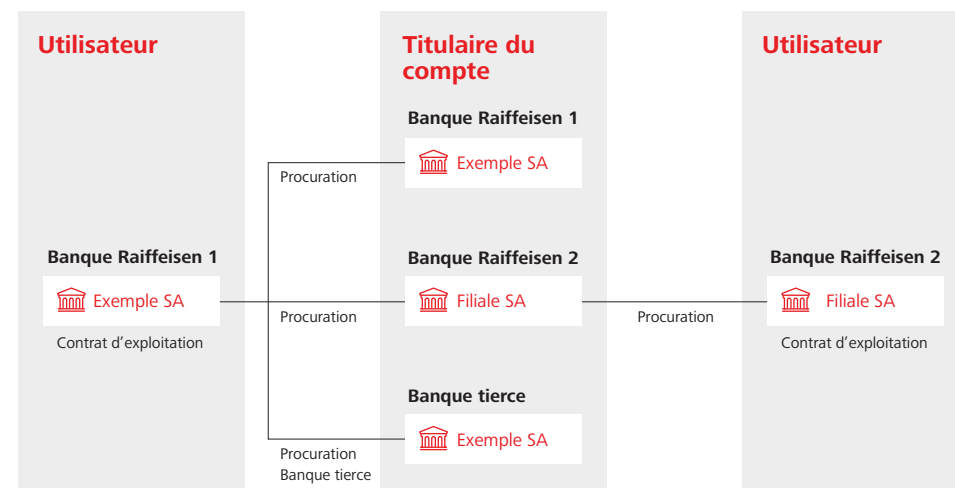 Utilisateur
Titulaire du
compte
Utilisateur
Banque Raiffeisen 1
Exemple SA
Procuration
Banque Raiffeisen 1
Banque Raiffeisen 2
Banque Raiffeisen 2
Exemple SA
Filiale SA
Filiale SA
Procuration
Procuration
Contrat d'exploitation
Contrat d'exploitation
Banque tierce
Exemple SA
Procuration
Banque tierce